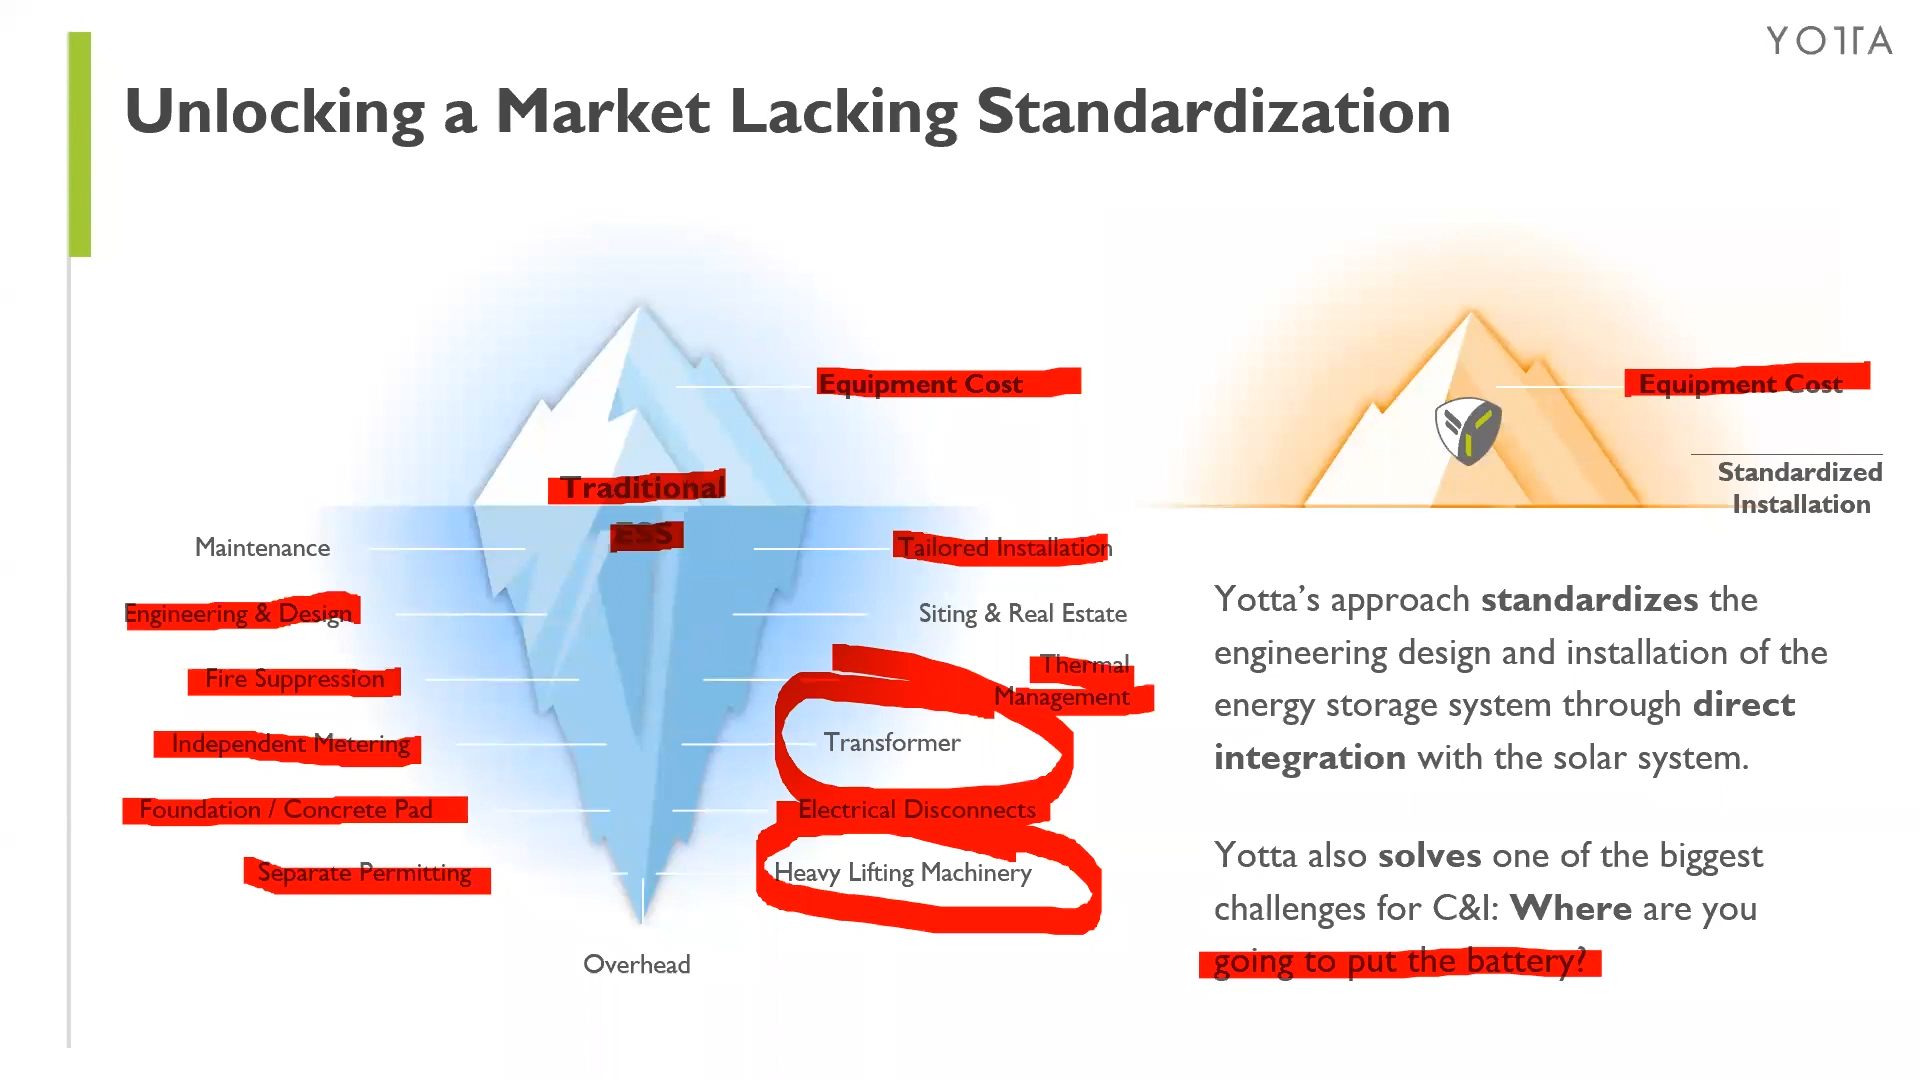 YOTTA
Unlocking a Market Lacking Standardization
Equipment Cost
Traditional
ESS
Maintenance
Engineering & Design
Fire Suppression
Independent Metering
Foundation / Concrete Pad
Separate Permitting
Tailored Installation
Siting & Real Estate
Thermal
Management
Transformer
Electrical Disconnects
Heavy Lifting Machinery
Overhead
Equipment Cost
Standardized
Installation
Yotta’s approach standardizes the
engineering design and installation of the
energy storage system through direct
integration with the solar system.
Yotta also solves one of the biggest
challenges for C&I: Where are you
going to put the battery?